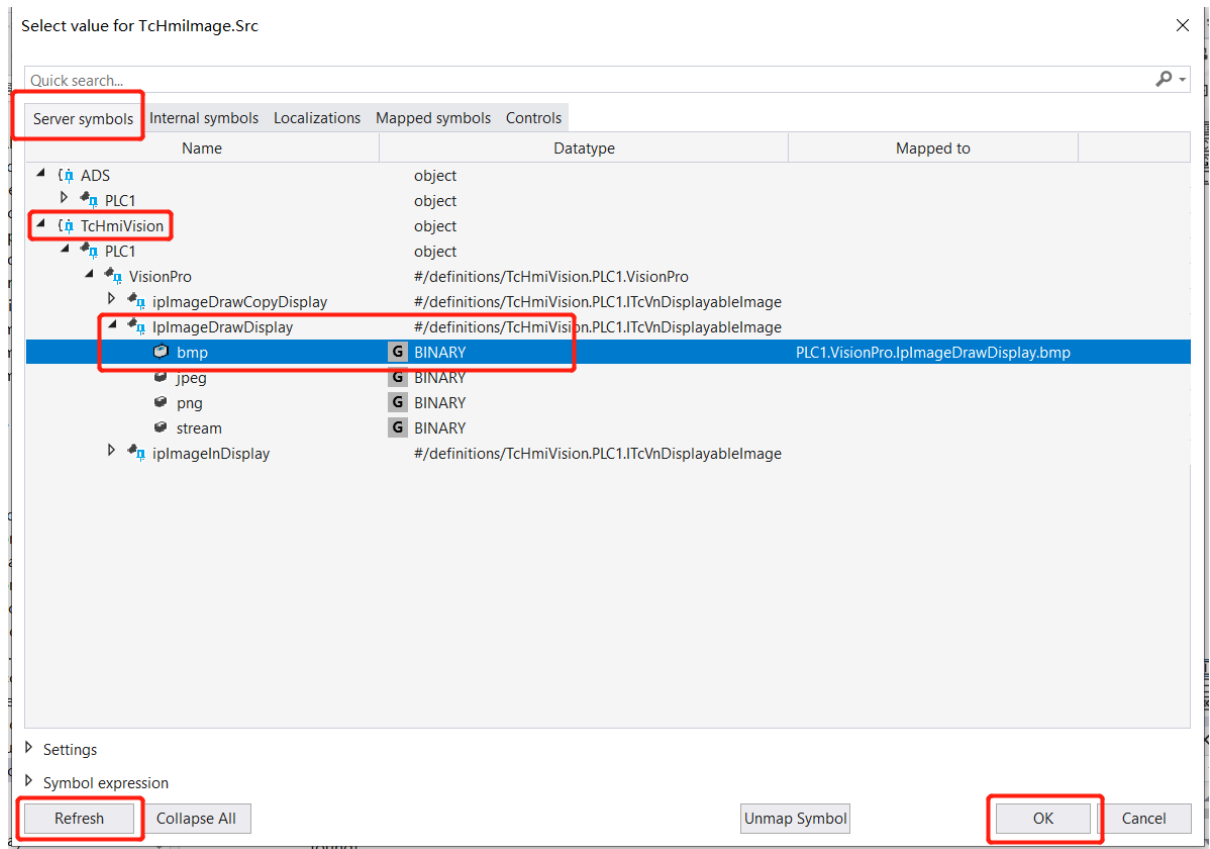 Select value for TcHmiImage.Src
Quick search...
Server symbols Internal symbols Localizations Mapped symbols Controls
Name Datatype Mapped to
ADS object
PLC1 object
TcHmiVision object
PLC1 object
VisionPro #/definitions/TcHmiVision.PLC1.VisionPro
ipImageDrawCopyDisplay #/definitions/TcHmiVision.PLC1.ITcVnDisplayableImage
IpImageDrawDisplay #/definitions/TcHmiVision.PLC1.ITcVnDisplayableImage
bmp G BINARY PLC1.VisionPro.IpImageDrawDisplay.bmp
jpeg G BINARY
png G BINARY
stream G BINARY
ipImageInDisplay #/definitions/TcHmiVision.PLC1.ITcVnDisplayableImage
Settings
Symbol expression
Refresh Collapse All Unmap Symbol OK Cancel